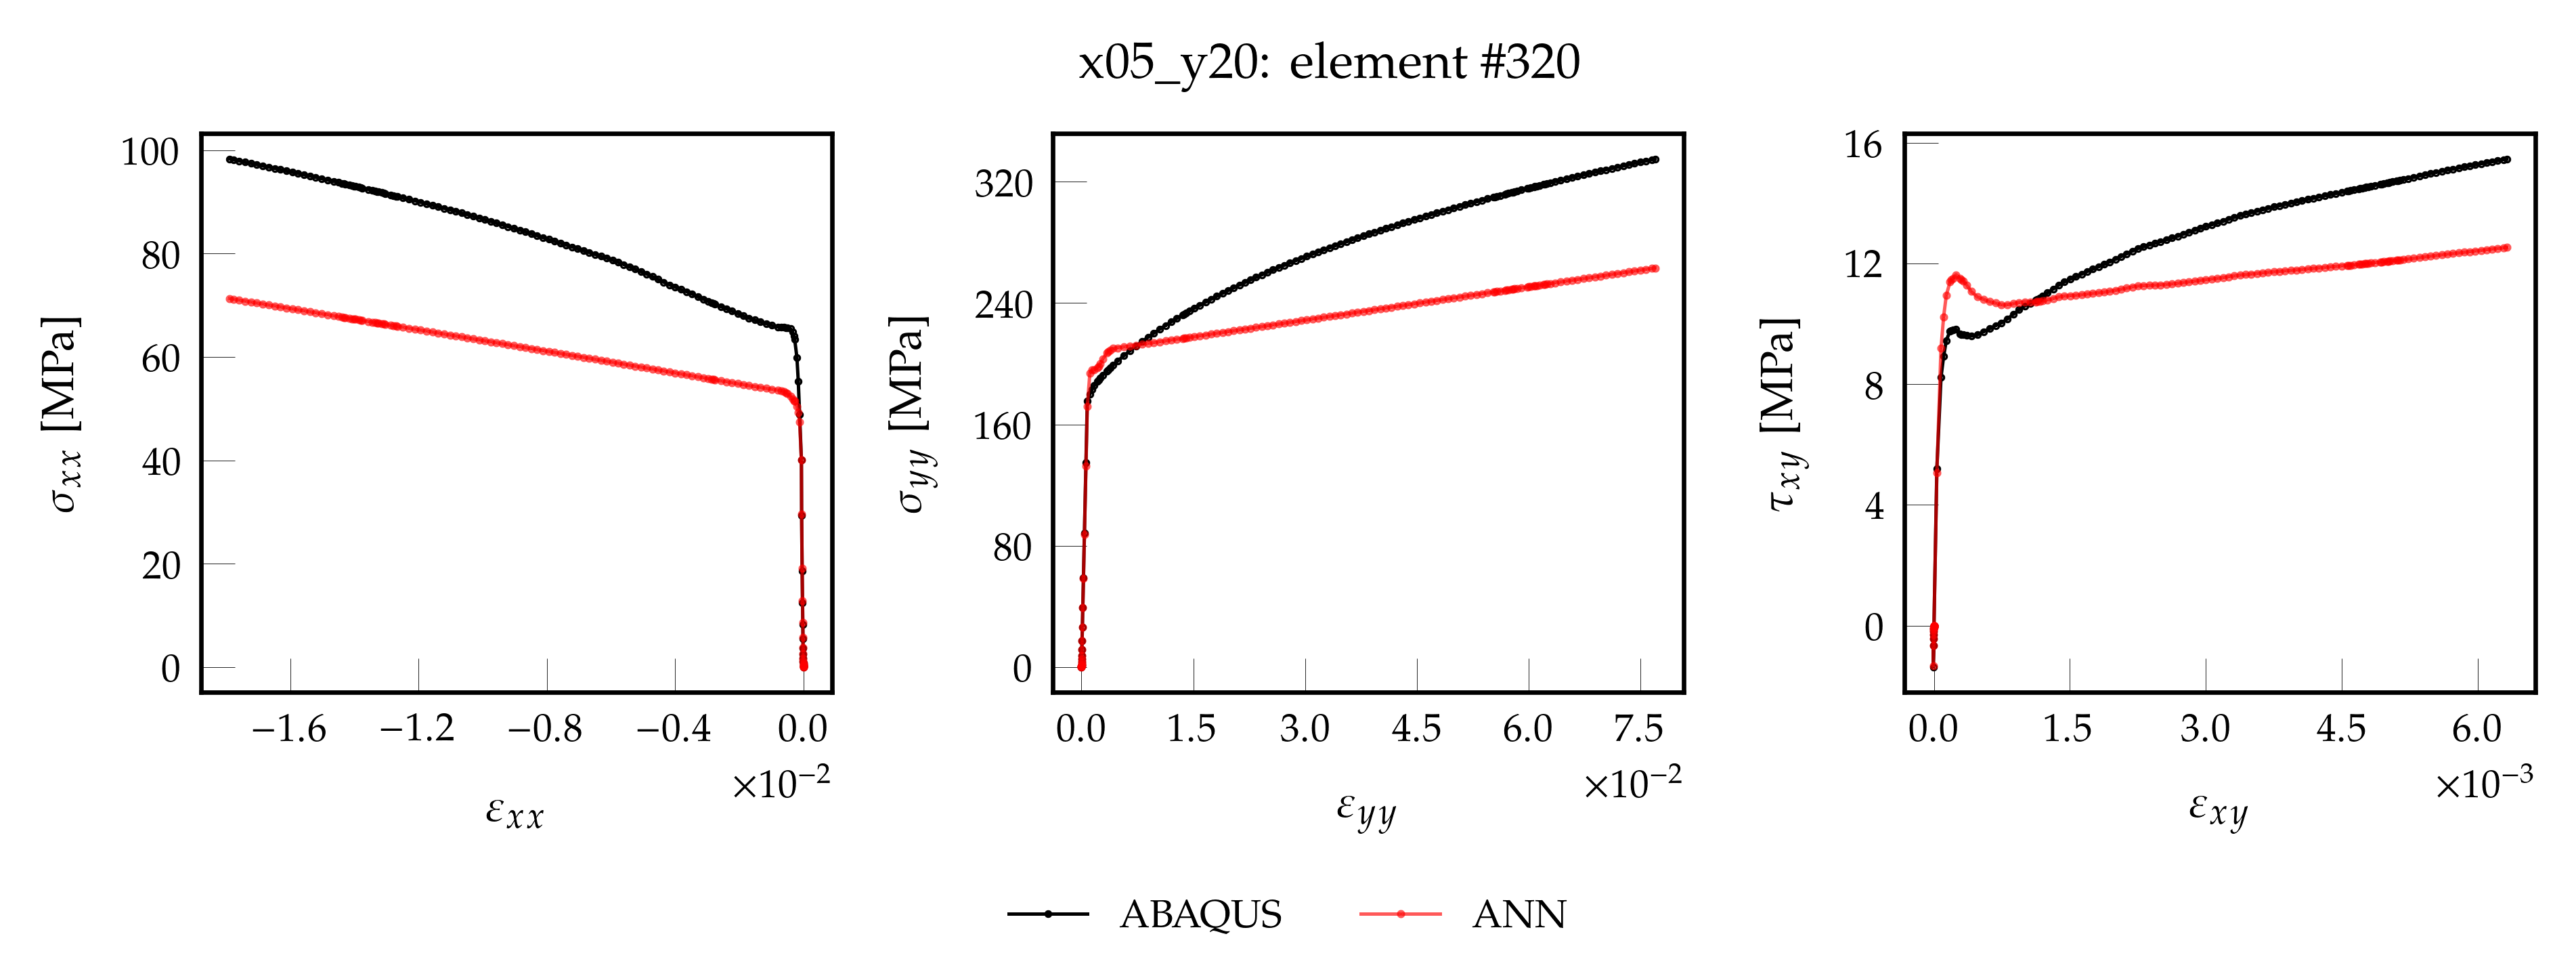 x05_y20: element #320
100
80
60
40
20
0
σxx [MPa]
−1.6 −1.2 −0.8 −0.4 0.0
×10−2
εxx
320
240
160
80
0
σyy [MPa]
0.0 1.5 3.0 4.5 6.0 7.5
×10−2
εyy
16
12
8
4
0
τxy [MPa]
0.0 1.5 3.0 4.5 6.0
×10−3
εxy
ABAQUS ANN